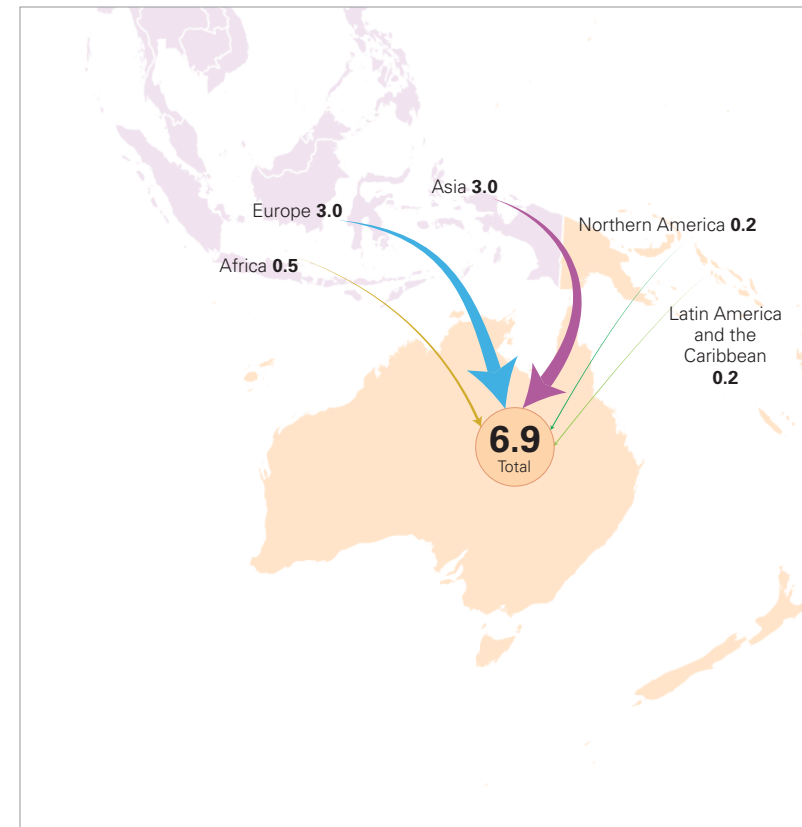 Asia 3.0
Europe 3.0
Northern America 0.2
Africa 0.5
Latin America
and the
Caribbean
0.2
6.9
Total